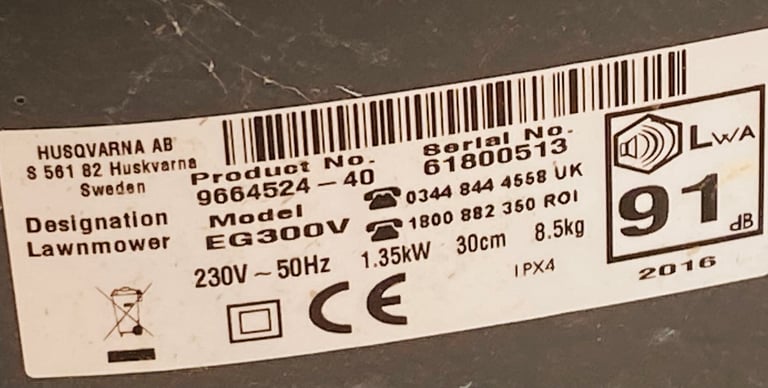 HUSQVARNA AB
S 561 82 Huskvarna
Sweden
Designation
Lawnmower
Product No.
9664524-40
Model
EG300V
Serial No.
61800513
0344 844 4558 UK
1800 882 350 ROI
230V ~ 50Hz 1.35kW 30cm 8.5kg
IPX4
CE
LWA
91 dB
2016